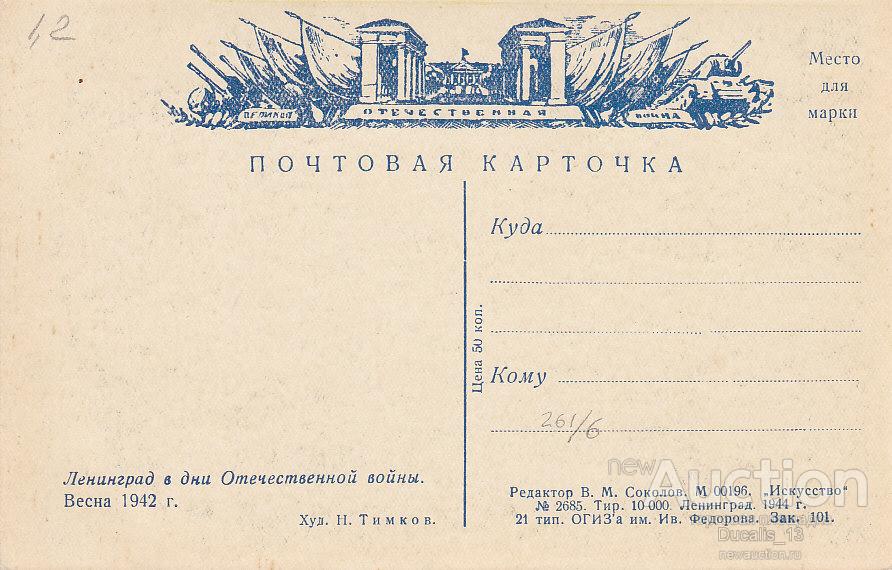 1,2
ВЕЛИКАЯ ОТЕЧЕСТВЕННАЯ ВОЙНА
Место
для
марки
ПОЧТОВАЯ КАРТОЧКА
Куда
Цена 50 коп.
Кому
261/6
Ленинград в дни Отечественной войны.
Весна 1942 г.
Худ. Н. Тимков.
Редактор В. М. Соколов. М 00196. „Искусство“
№ 2685. Тир. 10 000. Ленинград. 1944 г.
21 тип. ОГИЗ'а им. Ив. Федорова. Зак. 101.
newAuction
Ducalis_13
newauction.ru